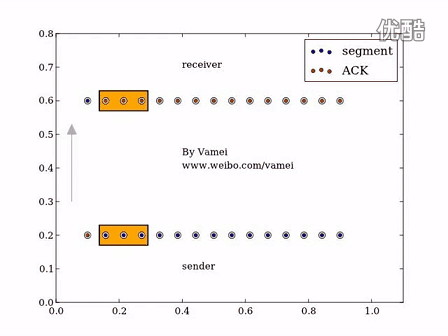 优酷
0.8
receiver
segment
ACK
0.7
0.6
0.5
By Vamei
www.weibo.com/vamei
0.4
0.3
0.2
sender
0.1
0.0
0.0 0.2 0.4 0.6 0.8 1.0